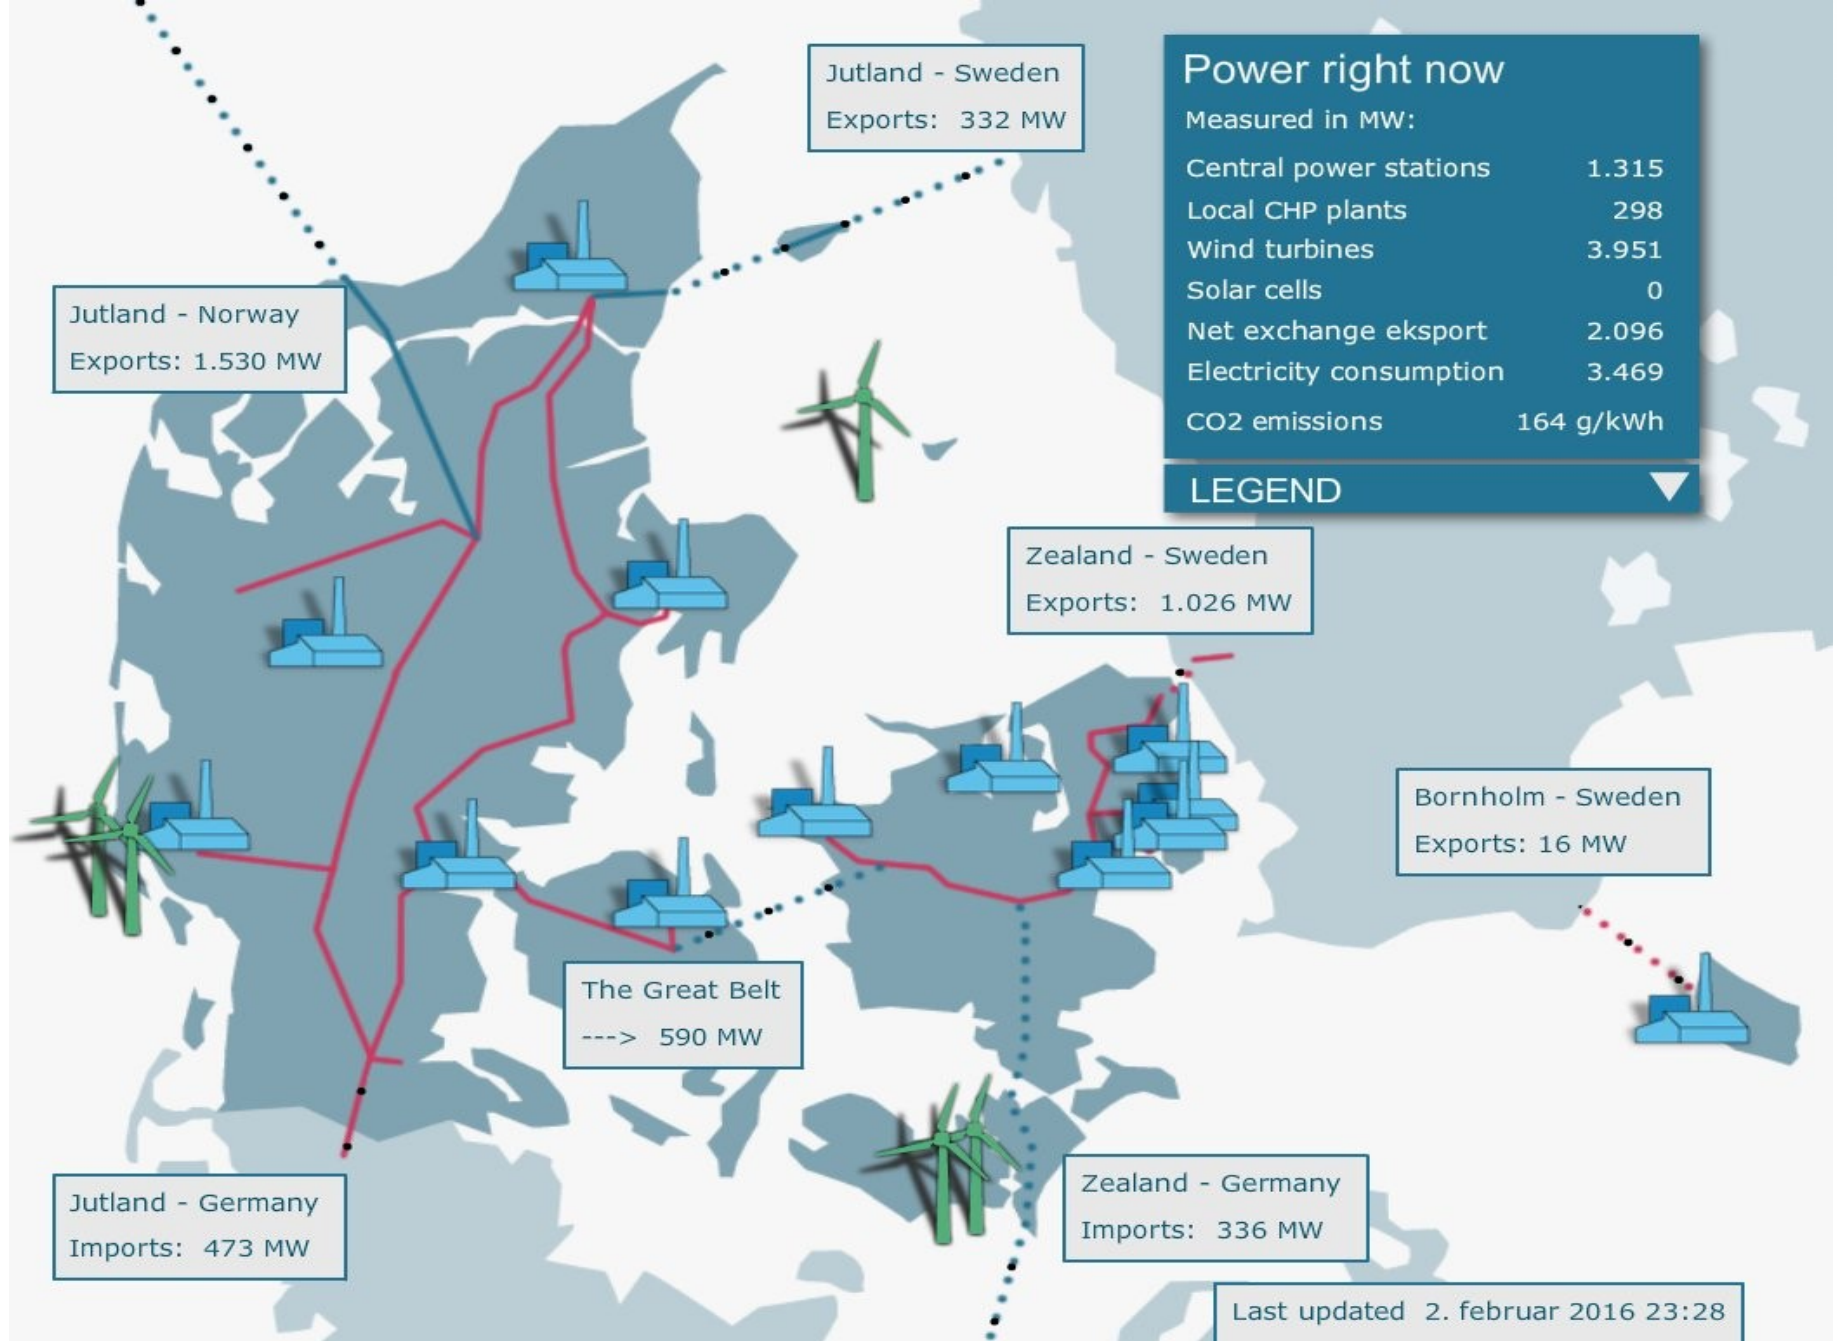 Jutland - Sweden
Exports: 332 MW
Power right now
Measured in MW:
Central power stations 1.315
Local CHP plants 298
Wind turbines 3.951
Solar cells 0
Net exchange eksport 2.096
Electricity consumption 3.469
CO2 emissions 164 g/kWh
LEGEND
Jutland - Norway
Exports: 1.530 MW
Zealand - Sweden
Exports: 1.026 MW
Bornholm - Sweden
Exports: 16 MW
The Great Belt
---> 590 MW
Jutland - Germany
Imports: 473 MW
Zealand - Germany
Imports: 336 MW
Last updated 2. februar 2016 23:28